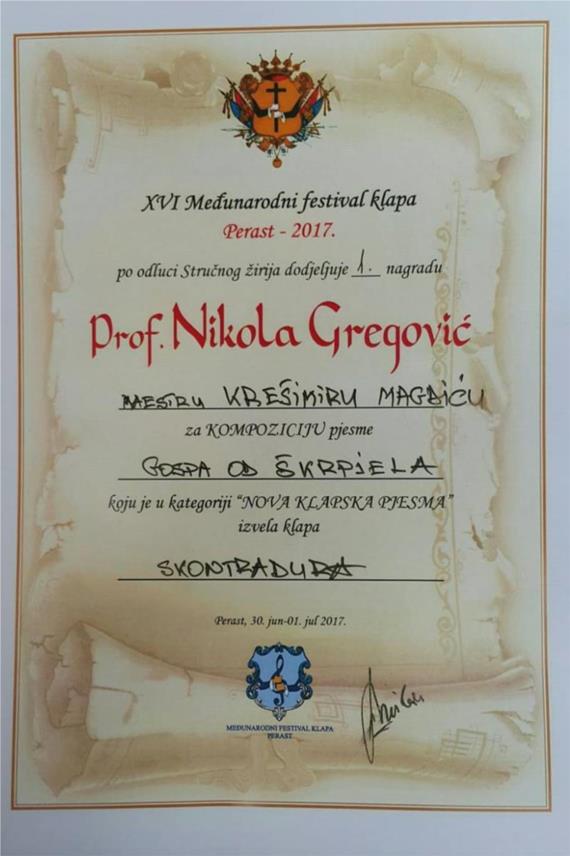 XVI Međunarodni festival klapa
Perast - 2017.
po odluci Stručnog žirija dodjeljuje 1. nagradu
Prof. Nikola Gregović
MESTRU KREŠIMIRU MAGDIĆU
za KOMPOZICIJU pjesme
GOSPA OD ŠKRPJELA
koju je u kategoriji "NOVA KLAPSKA PJESMA"
izvela klapa
SKONTRADURA
Perast, 30. jun-01. jul 2017.
MEĐUNARODNI FESTIVAL KLAPA
PERAST